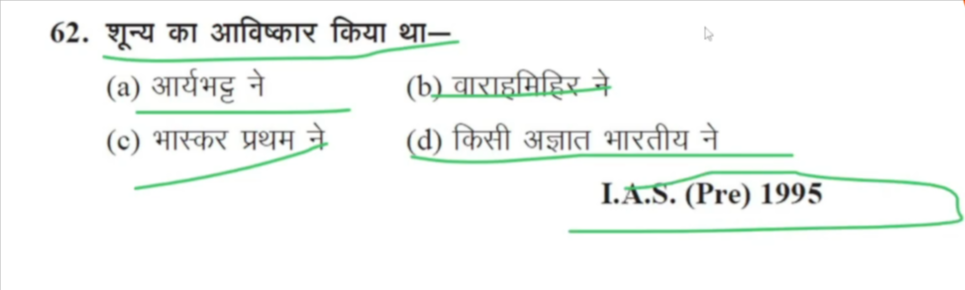 62. शून्य का आविष्कार किया था—
(a) आर्यभट्ट ने (b) वाराहमिहिर ने
(c) भास्कर प्रथम ने (d) किसी अज्ञात भारतीय ने
I.A.S. (Pre) 1995